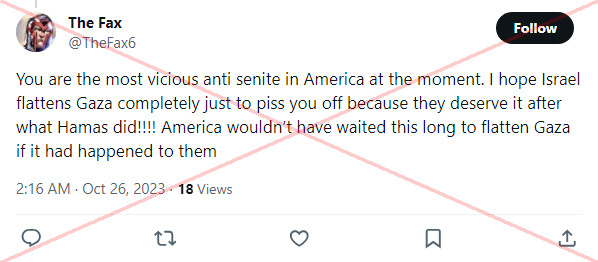 The Fax
@TheFax6
Follow
You are the most vicious anti senite in America at the moment. I hope Israel
flattens Gaza completely just to piss you off because they deserve it after
what Hamas did!!!! America wouldn't have waited this long to flatten Gaza
if it had happened to them
2:16 AM · Oct 26, 2023 · 18 Views